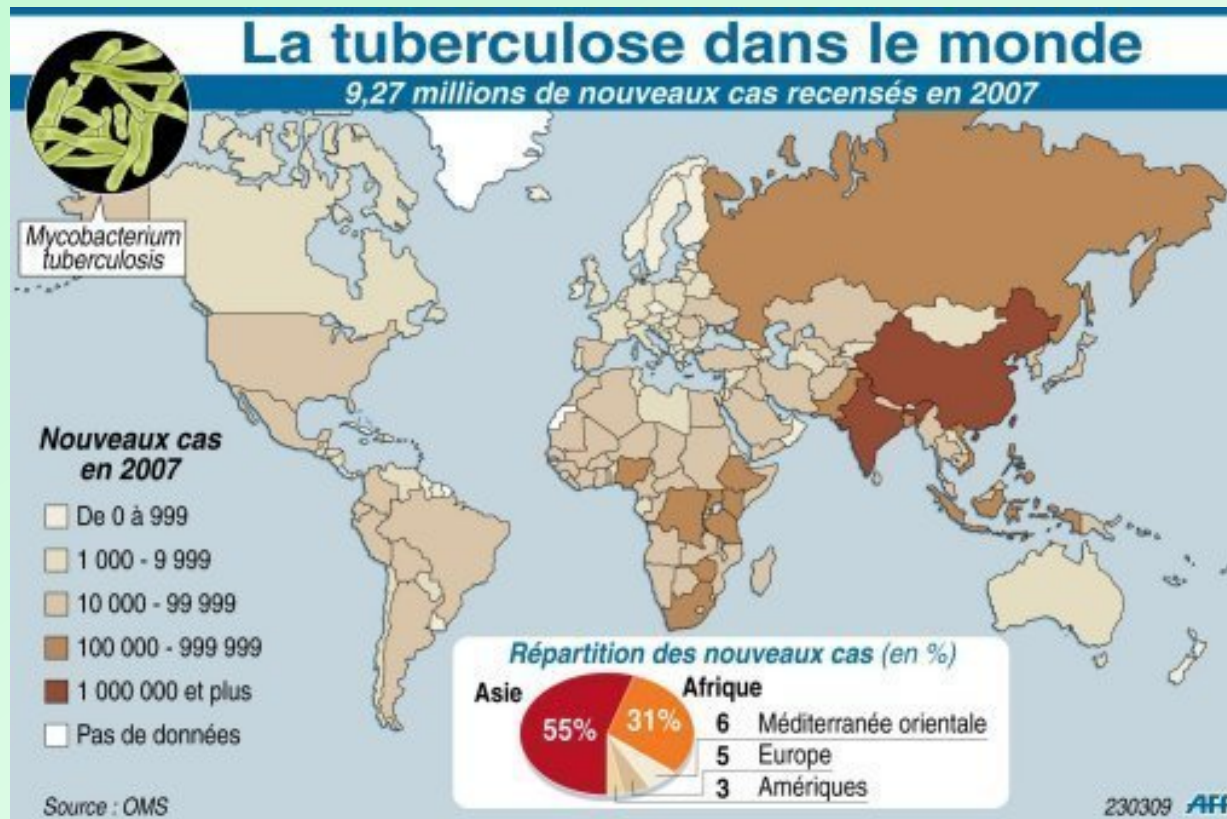 La tuberculose dans le monde
9,27 millions de nouveaux cas recensés en 2007
Mycobacterium
tuberculosis
Nouveaux cas
en 2007
De 0 à 999
1 000 - 9 999
10 000 - 99 999
100 000 - 999 999
1 000 000 et plus
Pas de données
Répartition des nouveaux cas (en %)
Asie
55%
Afrique
31%
6 Méditerranée orientale
5 Europe
3 Amériques
Source : OMS
230309 AFP